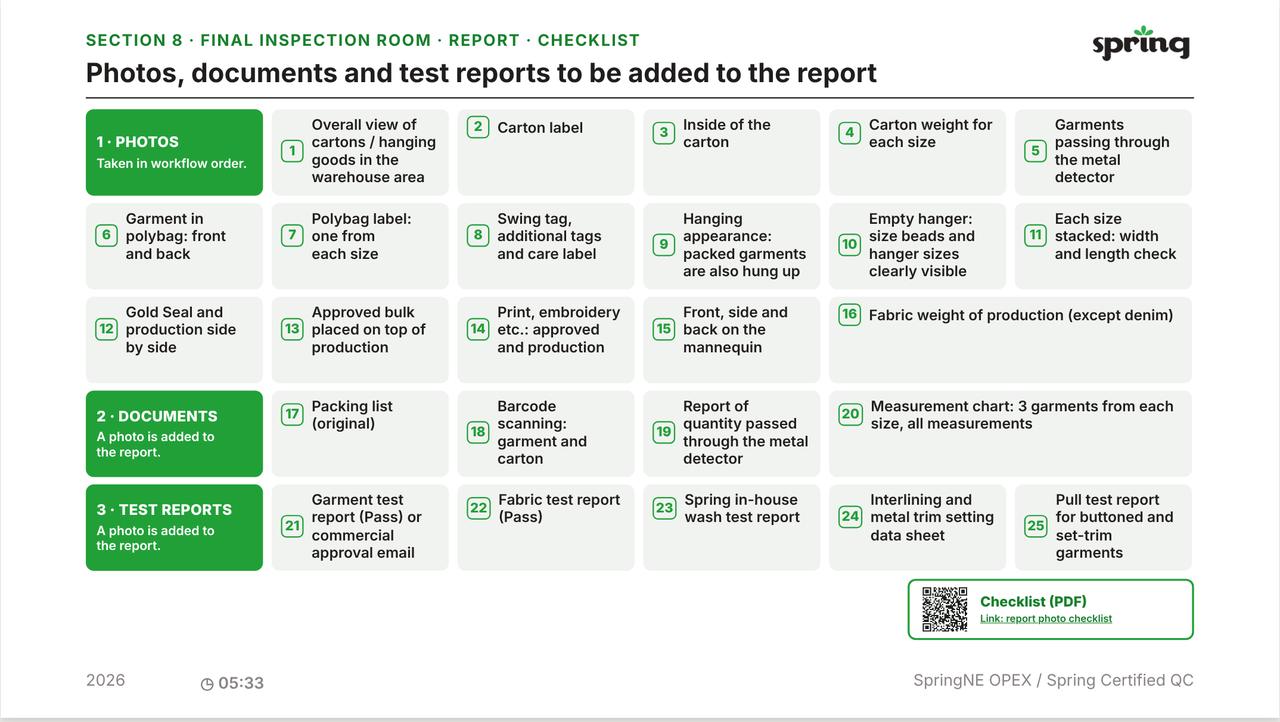 SECTION 8 · FINAL INSPECTION ROOM · REPORT · CHECKLIST
spring
Photos, documents and test reports to be added to the report
1 · PHOTOS
Taken in workflow order.
1
Overall view of
cartons / hanging
goods in the
warehouse area
2
Carton label
3
Inside of the
carton
4
Carton weight for
each size
5
Garments
passing through
the metal
detector
6
Garment in
polybag: front
and back
7
Polybag label:
one from
each size
8
Swing tag,
additional tags
and care label
9
Hanging
appearance:
packed garments
are also hung up
10
Empty hanger:
size beads and
hanger sizes
clearly visible
11
Each size
stacked: width
and length check
12
Gold Seal and
production side
by side
13
Approved bulk
placed on top of
production
14
Print, embroidery
etc.: approved
and production
15
Front, side and
back on the
mannequin
16
Fabric weight of production (except denim)
2 · DOCUMENTS
A photo is added to
the report.
17
Packing list
(original)
18
Barcode
scanning:
garment and
carton
19
Report of
quantity passed
through the metal
detector
20
Measurement chart: 3 garments from each
size, all measurements
3 · TEST REPORTS
A photo is added to
the report.
21
Garment test
report (Pass) or
commercial
approval email
22
Fabric test report
(Pass)
23
Spring in-house
wash test report
24
Interlining and
metal trim setting
data sheet
25
Pull test report
for buttoned and
set-trim
garments
Checklist (PDF)
Link: report photo checklist
2026
05:33
SpringNE OPEX / Spring Certified QC